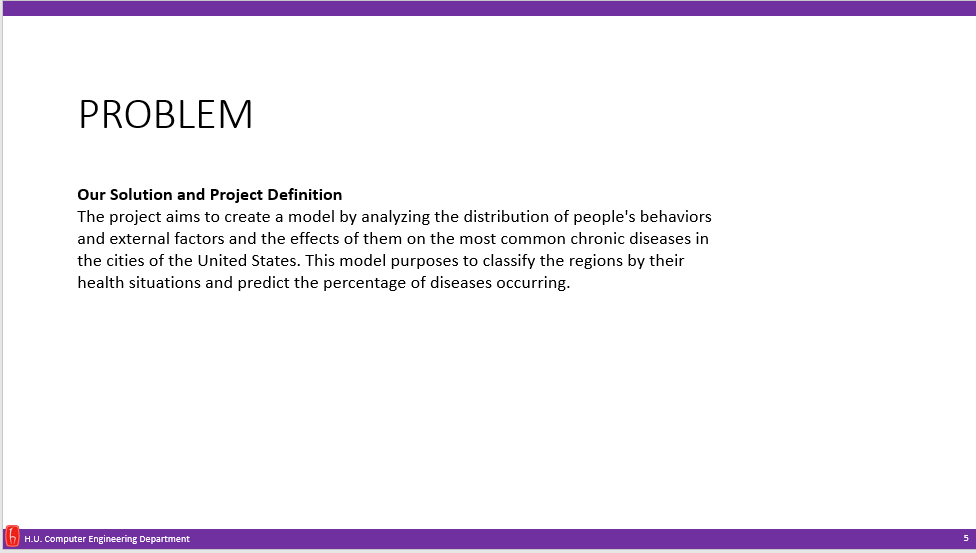 PROBLEM
Our Solution and Project Definition
The project aims to create a model by analyzing the distribution of people's behaviors
and external factors and the effects of them on the most common chronic diseases in
the cities of the United States. This model purposes to classify the regions by their
health situations and predict the percentage of diseases occurring.
H.U. Computer Engineering Department
5